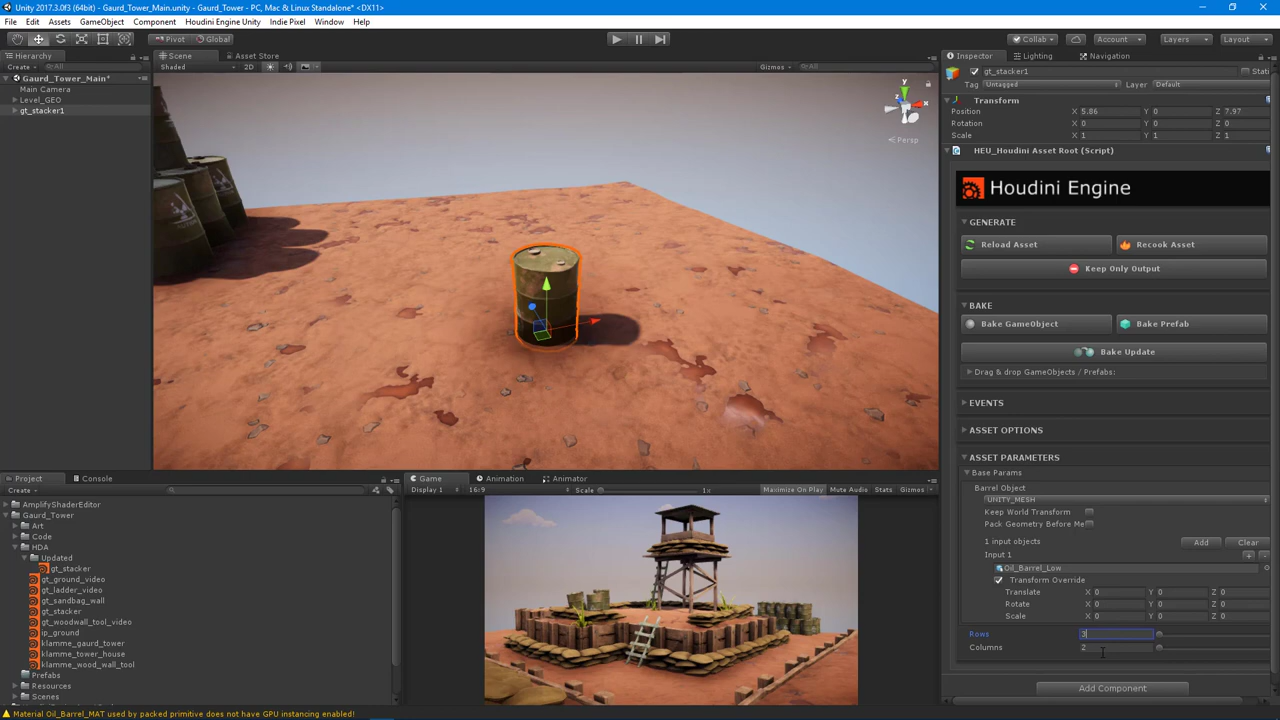 Unity 2017.3.0f3 (64bit) - Gaurd_Tower_Main.unity - Gaurd_Tower - PC, Mac & Linux Standalone* <DX11>
File Edit Assets GameObject Component Houdini Engine Unity Indie Pixel Window Help
Pivot Global Collab Account Layers Layout
Hierarchy Scene Asset Store Inspector Lighting Navigation
Create All Shaded 2D Gizmos All
gt_stacker1 Stati
Gaurd_Tower_Main*
Tag Untagged Layer Default
Main Camera
Level_GEO
gt_stacker1
y
x
z
Persp
Transform
Position X 5.86 Y 0 Z 7.97
Rotation X 0 Y 0 Z 0
Scale X 1 Y 1 Z 1
HEU_Houdini Asset Root (Script)
Houdini Engine
GENERATE
Reload Asset Recook Asset
Keep Only Output
BAKE
Bake GameObject Bake Prefab
Bake Update
Drag & drop GameObjects / Prefabs:
EVENTS
ASSET OPTIONS
ASSET PARAMETERS
Base Params
Barrel Object
UNITY_MESH
Keep World Transform
Pack Geometry Before Me
1 input objects Add Clear
Input 1 + -
Oil_Barrel_Low
Transform Override
Translate X 0 Y 0 Z 0
Rotate X 0 Y 0 Z 0
Scale X 0 Y 0 Z 0
Rows 3
Columns 2
Add Component
Project Console
Create
AmplifyShaderEditor
Gaurd_Tower
Art
Code
HDA
Updated
gt_stacker
gt_ground_video
gt_ladder_video
gt_sandbag_wall
gt_stacker
gt_woodwall_tool_video
ip_ground
klamme_gaurd_tower
klamme_tower_house
klamme_wood_wall_tool
Prefabs
Resources
Scenes
Game Animation Animator
Display 1 16:9 Scale 1x Maximize On Play Mute Audio Stats Gizmos
Material Oil_Barrel_MAT used by packed primitive does not have GPU instancing enabled!